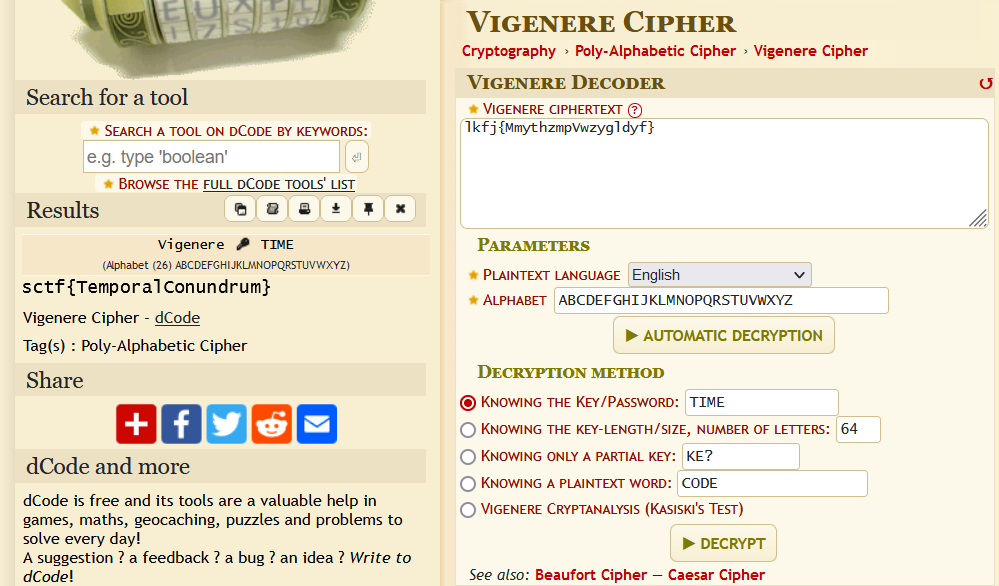 EUXPL
Search for a tool
Search a tool on dCode by keywords:
e.g. type 'boolean'
Browse the full dCode tools' list
Results
Vigenere TIME
(Alphabet (26) ABCDEFGHIJKLMNOPQRSTUVWXYZ)
sctf{TemporalConundrum}
Vigenere Cipher - dCode
Tag(s) : Poly-Alphabetic Cipher
Share
dCode and more
dCode is free and its tools are a valuable help in
games, maths, geocaching, puzzles and problems to
solve every day!
A suggestion ? a feedback ? a bug ? an idea ? Write to
dCode!
Vigenere Cipher
Cryptography › Poly-Alphabetic Cipher › Vigenere Cipher
Vigenere Decoder
Vigenere ciphertext ?
lkfj{MmythzmpVwzygldyf}
Parameters
Plaintext language English
Alphabet ABCDEFGHIJKLMNOPQRSTUVWXYZ
▶ AUTOMATIC DECRYPTION
Decryption method
Knowing the Key/Password: TIME
Knowing the key-length/size, number of letters: 64
Knowing only a partial key: KE?
Knowing a plaintext word: CODE
Vigenere Cryptanalysis (Kasiski's Test)
▶ DECRYPT
See also: Beaufort Cipher — Caesar Cipher